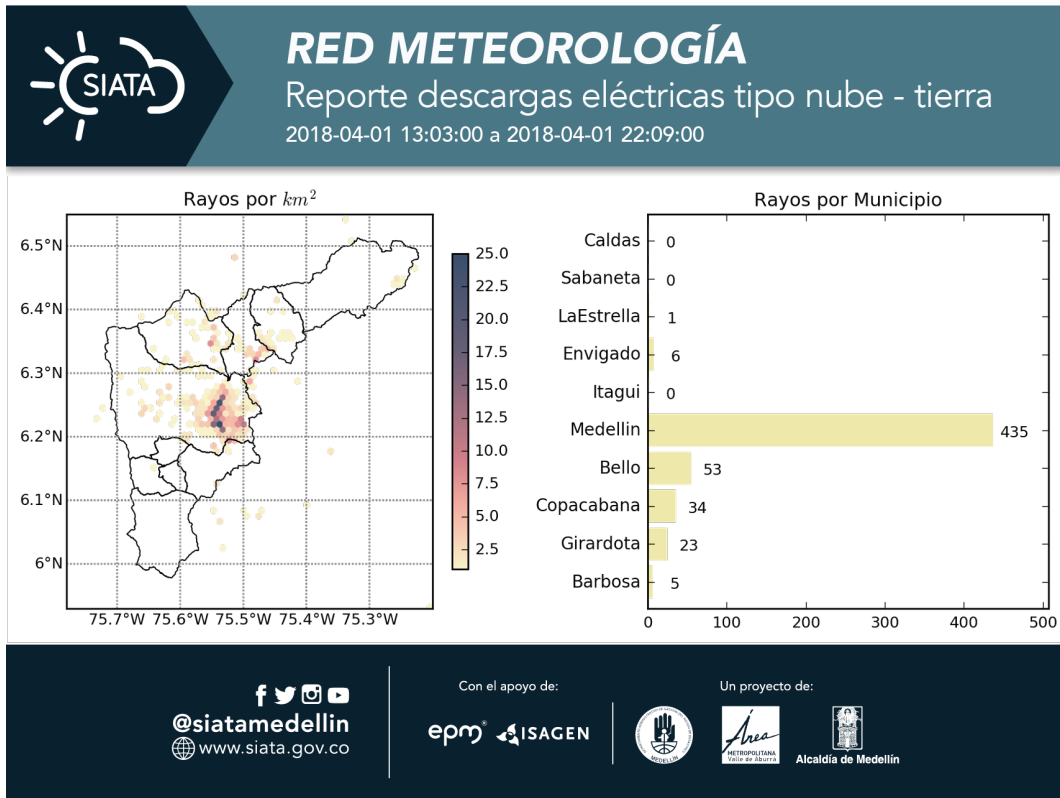 SIATA
RED METEOROLOGÍA
Reporte descargas eléctricas tipo nube - tierra
2018-04-01 13:03:00 a 2018-04-01 22:09:00
Rayos por km²
6.5°N
6.4°N
6.3°N
6.2°N
6.1°N
6°N
75.7°W 75.6°W 75.5°W 75.4°W 75.3°W
25.0
22.5
20.0
17.5
15.0
12.5
10.0
7.5
5.0
2.5
Rayos por Municipio
Caldas 0
Sabaneta 0
LaEstrella 1
Envigado 6
Itagui 0
Medellin 435
Bello 53
Copacabana 34
Girardota 23
Barbosa 5
0 100 200 300 400 500
@siatamedellin
www.siata.gov.co
Con el apoyo de:
epm® ISAGEN
Un proyecto de:
MEDELLIN
Área
METROPOLITANA
Valle de Aburrá
Alcaldía de Medellín